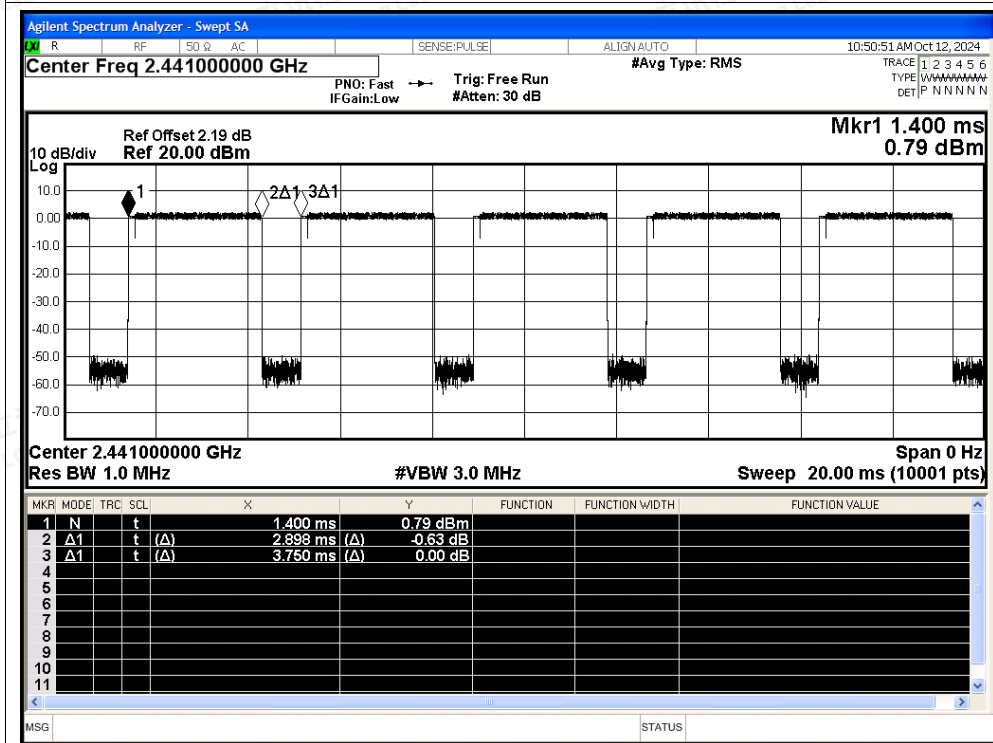 Agilent Spectrum Analyzer - Swept SA
LXI R RF 50 Ω AC SENSE:PULSE ALIGN AUTO 10:50:51 AM Oct 12, 2024
Center Freq 2.441000000 GHz #Avg Type: RMS TRACE 1 2 3 4 5 6
PNO: Fast Trig: Free Run TYPE
IFGain:Low #Atten: 30 dB DET P N N N N N
Mkr1 1.400 ms
Ref Offset 2.19 dB
10 dB/div Ref 20.00 dBm 0.79 dBm
Log
10.0 1 2Δ1 3Δ1
0.00
-10.0
-20.0
-30.0
-40.0
-50.0
-60.0
-70.0
Center 2.441000000 GHz Span 0 Hz
Res BW 1.0 MHz #VBW 3.0 MHz Sweep 20.00 ms (10001 pts)
MKR MODE TRC SCL X Y FUNCTION FUNCTION WIDTH FUNCTION VALUE
1 N t 1.400 ms 0.79 dBm
2 Δ1 t (Δ) 2.898 ms (Δ) -0.63 dB
3 Δ1 t (Δ) 3.750 ms (Δ) 0.00 dB
4
5
6
7
8
9
10
11
MSG STATUS